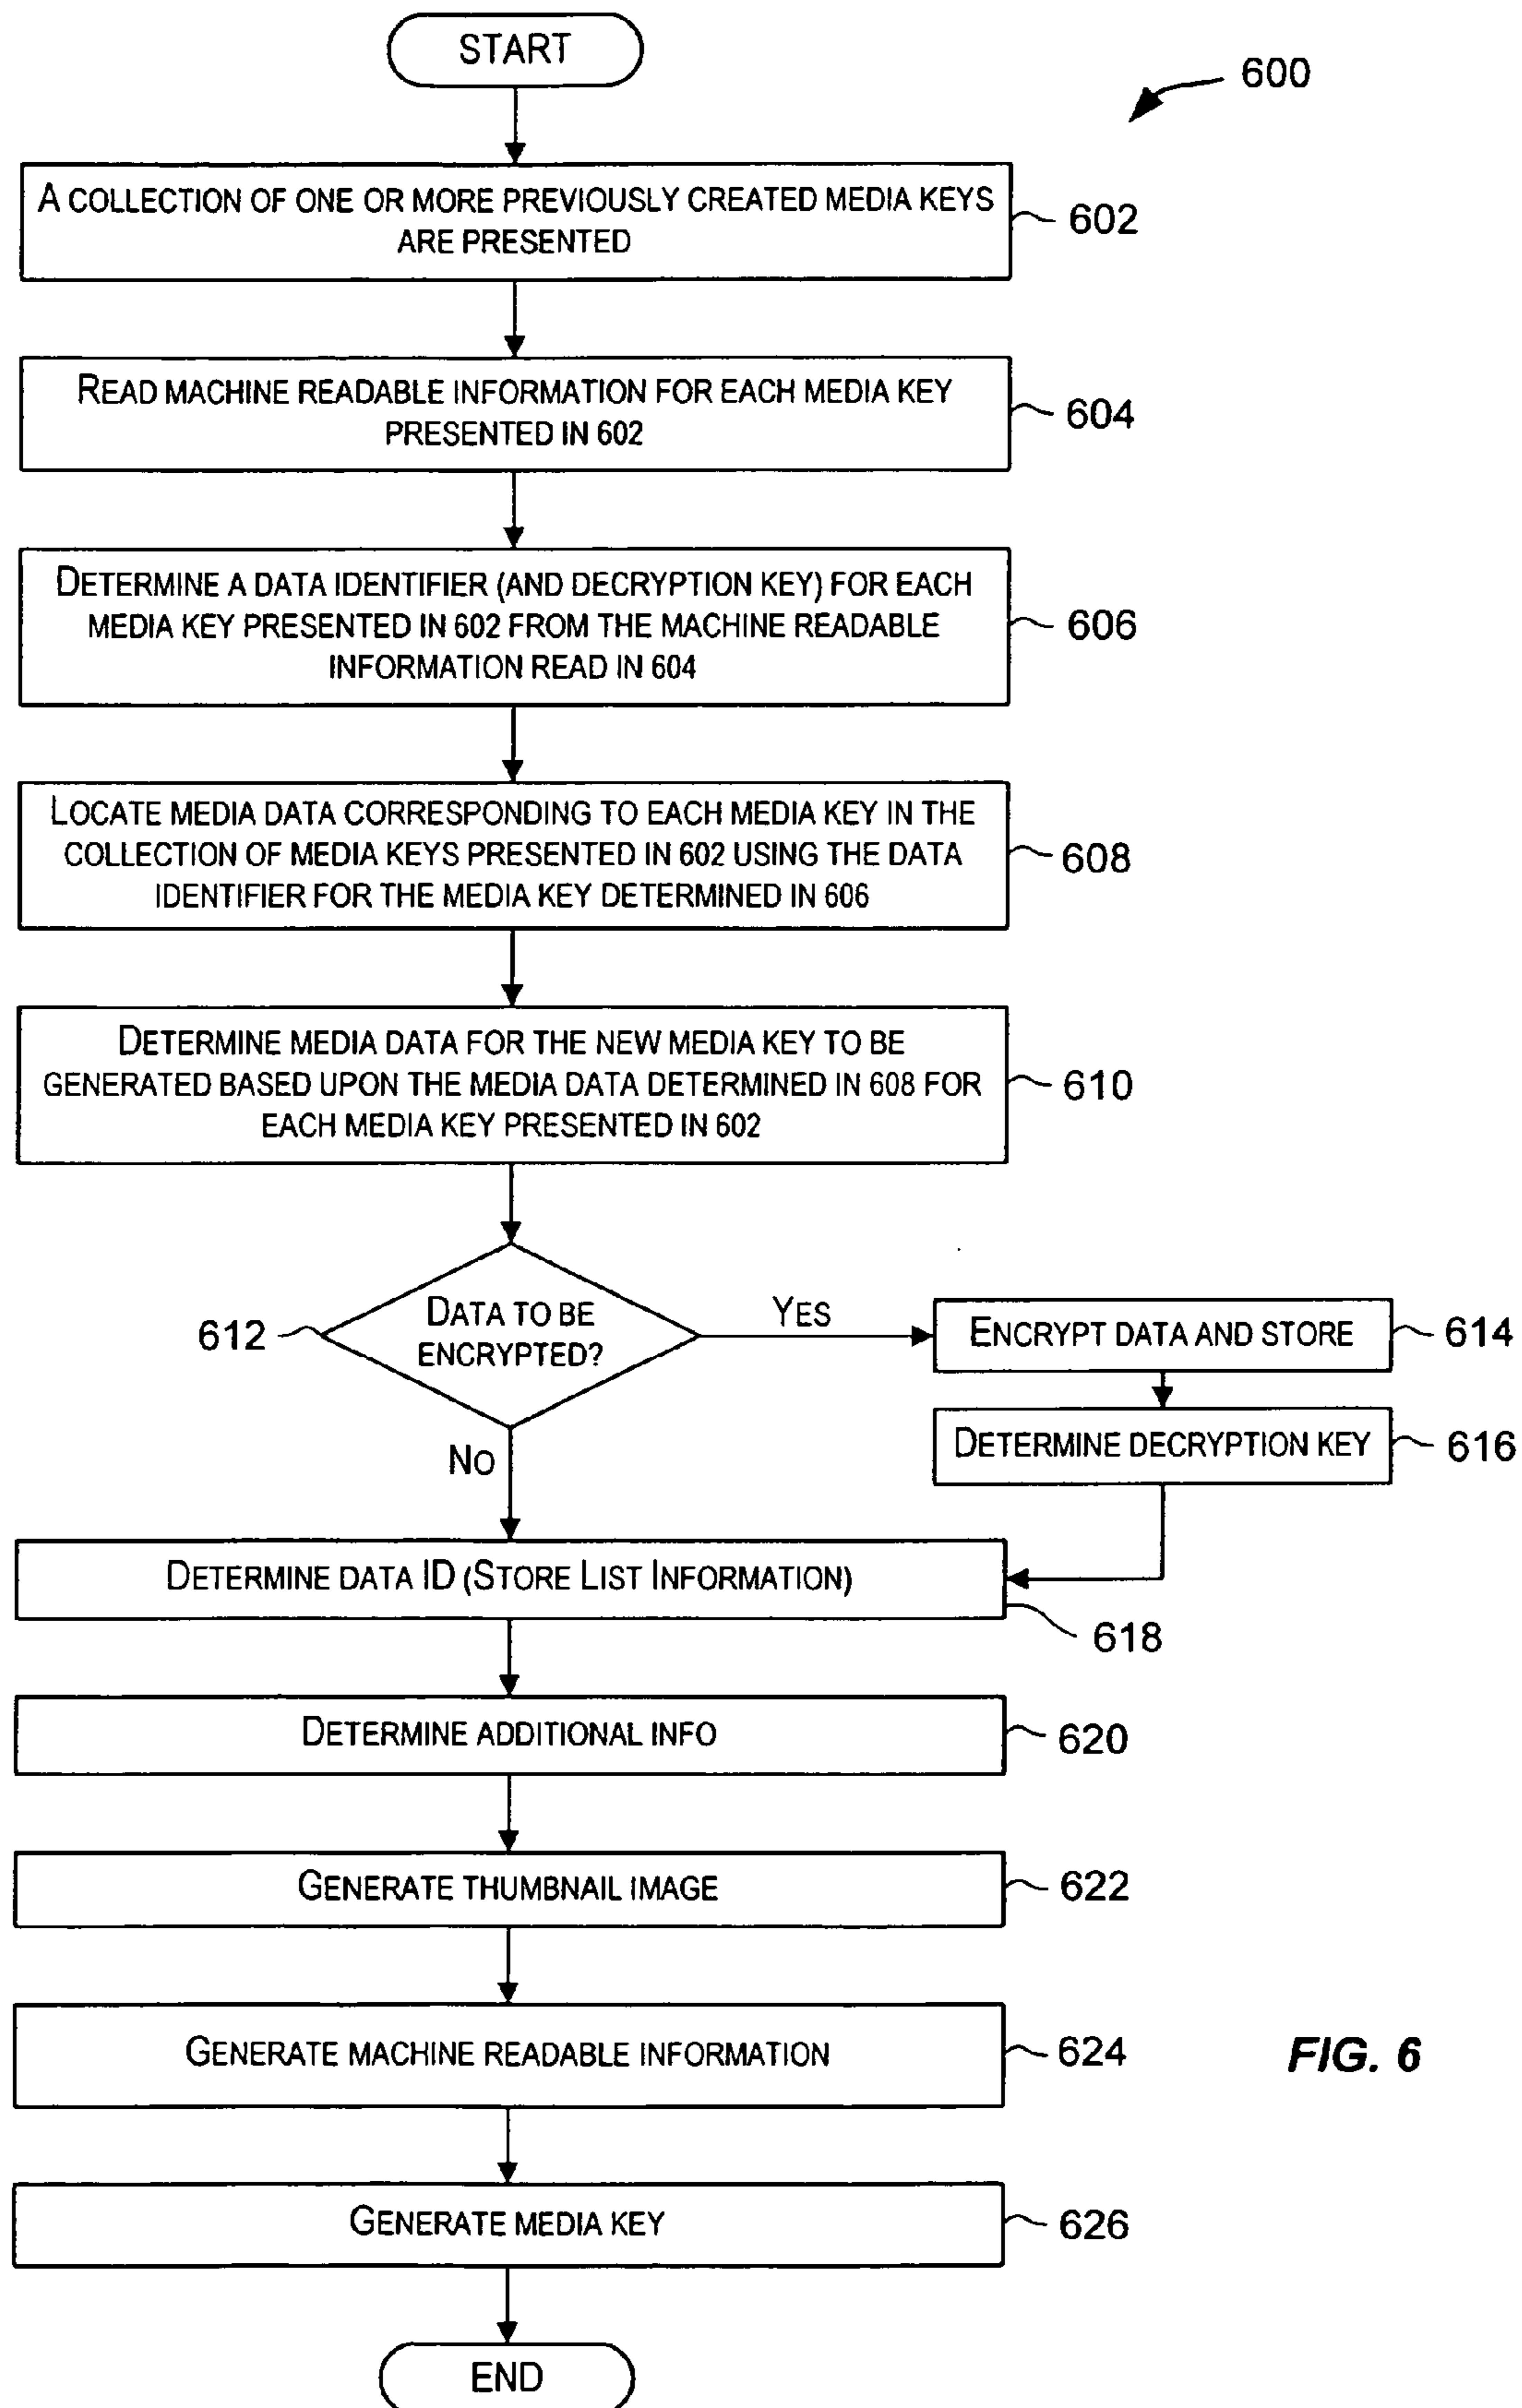 START
600
A COLLECTION OF ONE OR MORE PREVIOUSLY CREATED MEDIA KEYS
ARE PRESENTED
602
READ MACHINE READABLE INFORMATION FOR EACH MEDIA KEY
PRESENTED IN 602
604
DETERMINE A DATA IDENTIFIER (AND DECRYPTION KEY) FOR EACH
MEDIA KEY PRESENTED IN 602 FROM THE MACHINE READABLE
INFORMATION READ IN 604
606
LOCATE MEDIA DATA CORRESPONDING TO EACH MEDIA KEY IN THE
COLLECTION OF MEDIA KEYS PRESENTED IN 602 USING THE DATA
IDENTIFIER FOR THE MEDIA KEY DETERMINED IN 606
608
DETERMINE MEDIA DATA FOR THE NEW MEDIA KEY TO BE
GENERATED BASED UPON THE MEDIA DATA DETERMINED IN 608 FOR
EACH MEDIA KEY PRESENTED IN 602
610
612
DATA TO BE
ENCRYPTED?
YES
ENCRYPT DATA AND STORE
614
DETERMINE DECRYPTION KEY
616
NO
DETERMINE DATA ID (STORE LIST INFORMATION)
618
DETERMINE ADDITIONAL INFO
620
GENERATE THUMBNAIL IMAGE
622
GENERATE MACHINE READABLE INFORMATION
624
FIG. 6
GENERATE MEDIA KEY
626
END